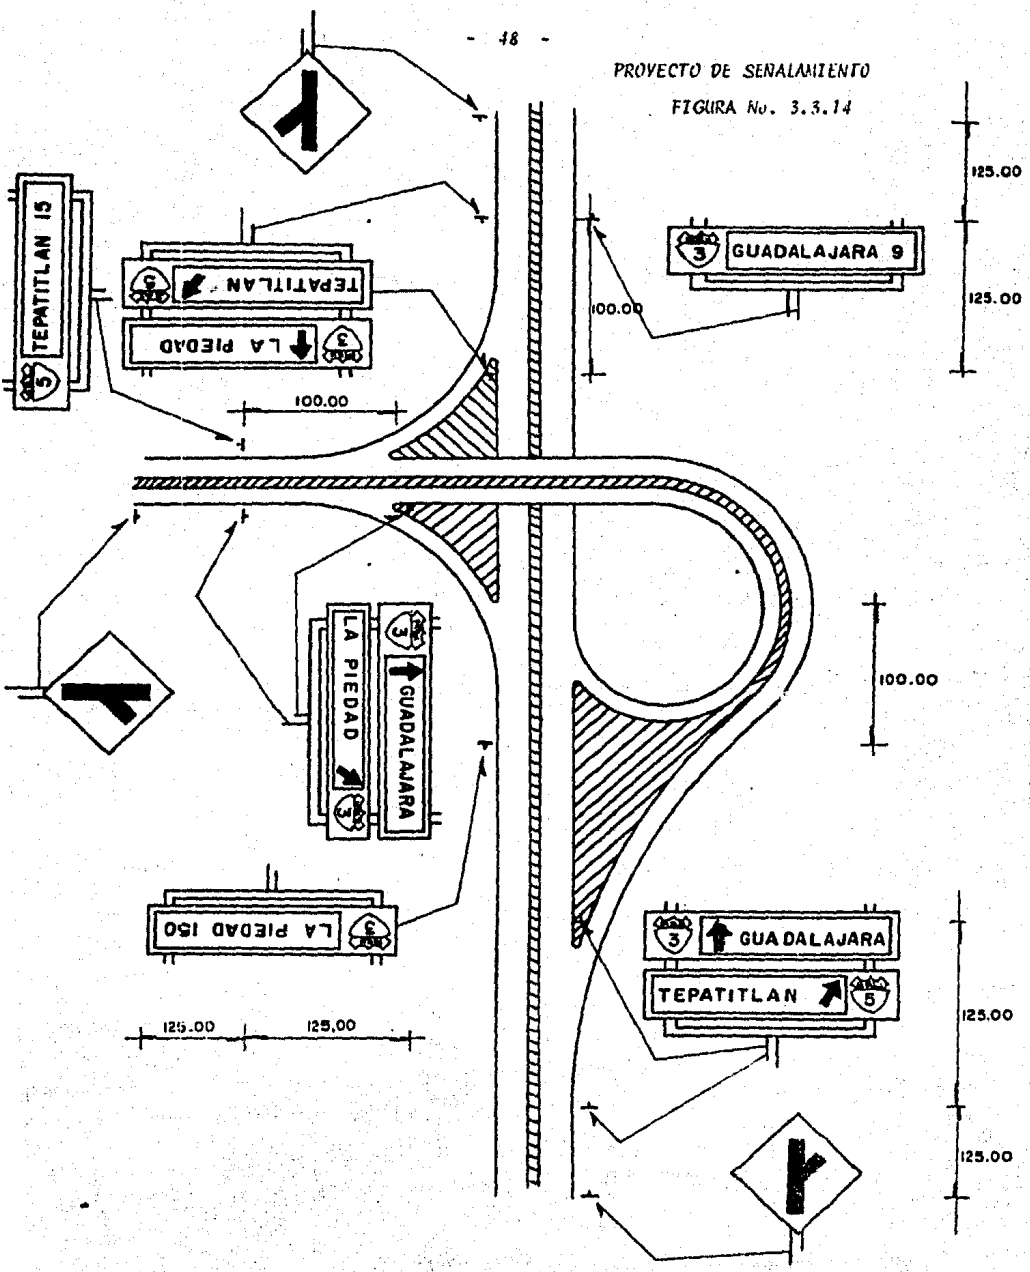 - 48 -
PROYECTO DE SEÑALAMIENTO
FIGURA No. 3.3.14
125.00
3
GUADALAJARA 9
125.00
100.00
TEPATITLAN 15
5
TEPATITLAN
5
LA PIEDAD
3
100.00
100.00
3
GUADALAJARA
LA PIEDAD
3
LA PIEDAD 150
3
125.00
125.00
3
GUADALAJARA
TEPATITLAN
5
125.00
125.00